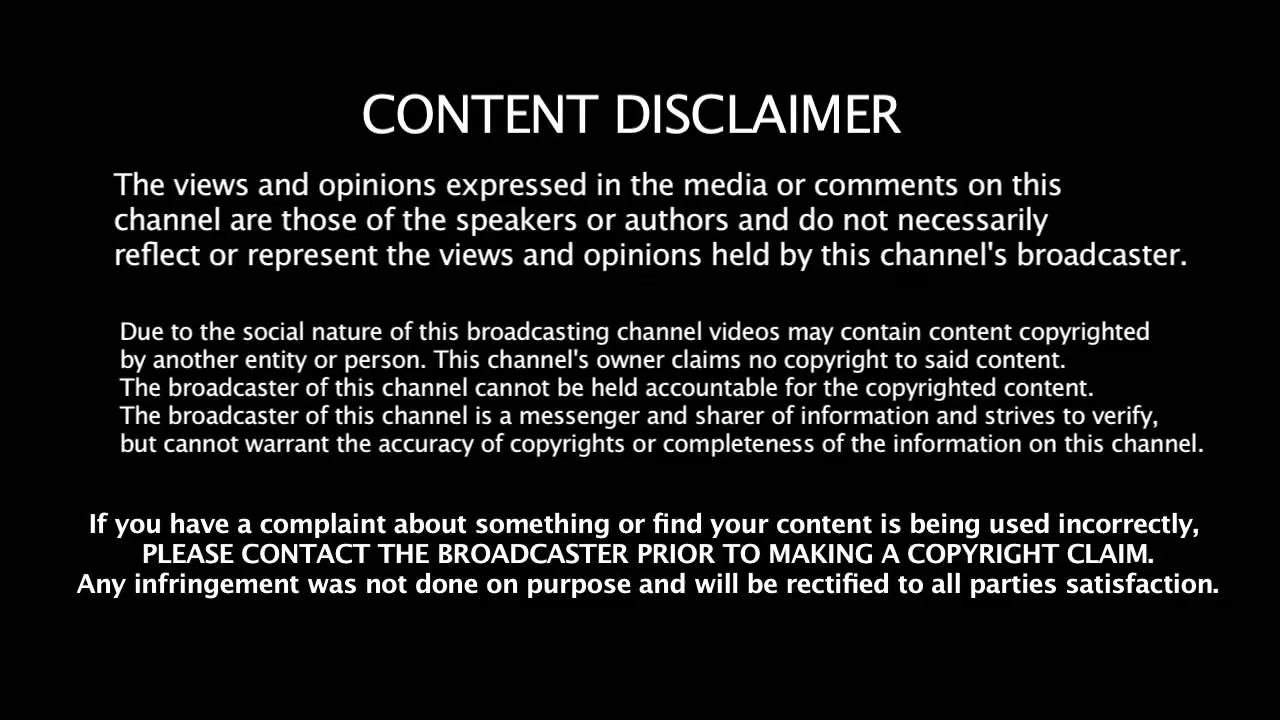 CONTENT DISCLAIMER
The views and opinions expressed in the media or comments on this
channel are those of the speakers or authors and do not necessarily
reflect or represent the views and opinions held by this channel's broadcaster.
Due to the social nature of this broadcasting channel videos may contain content copyrighted
by another entity or person. This channel's owner claims no copyright to said content.
The broadcaster of this channel cannot be held accountable for the copyrighted content.
The broadcaster of this channel is a messenger and sharer of information and strives to verify,
but cannot warrant the accuracy of copyrights or completeness of the information on this channel.
If you have a complaint about something or find your content is being used incorrectly,
PLEASE CONTACT THE BROADCASTER PRIOR TO MAKING A COPYRIGHT CLAIM.
Any infringement was not done on purpose and will be rectified to all parties satisfaction.